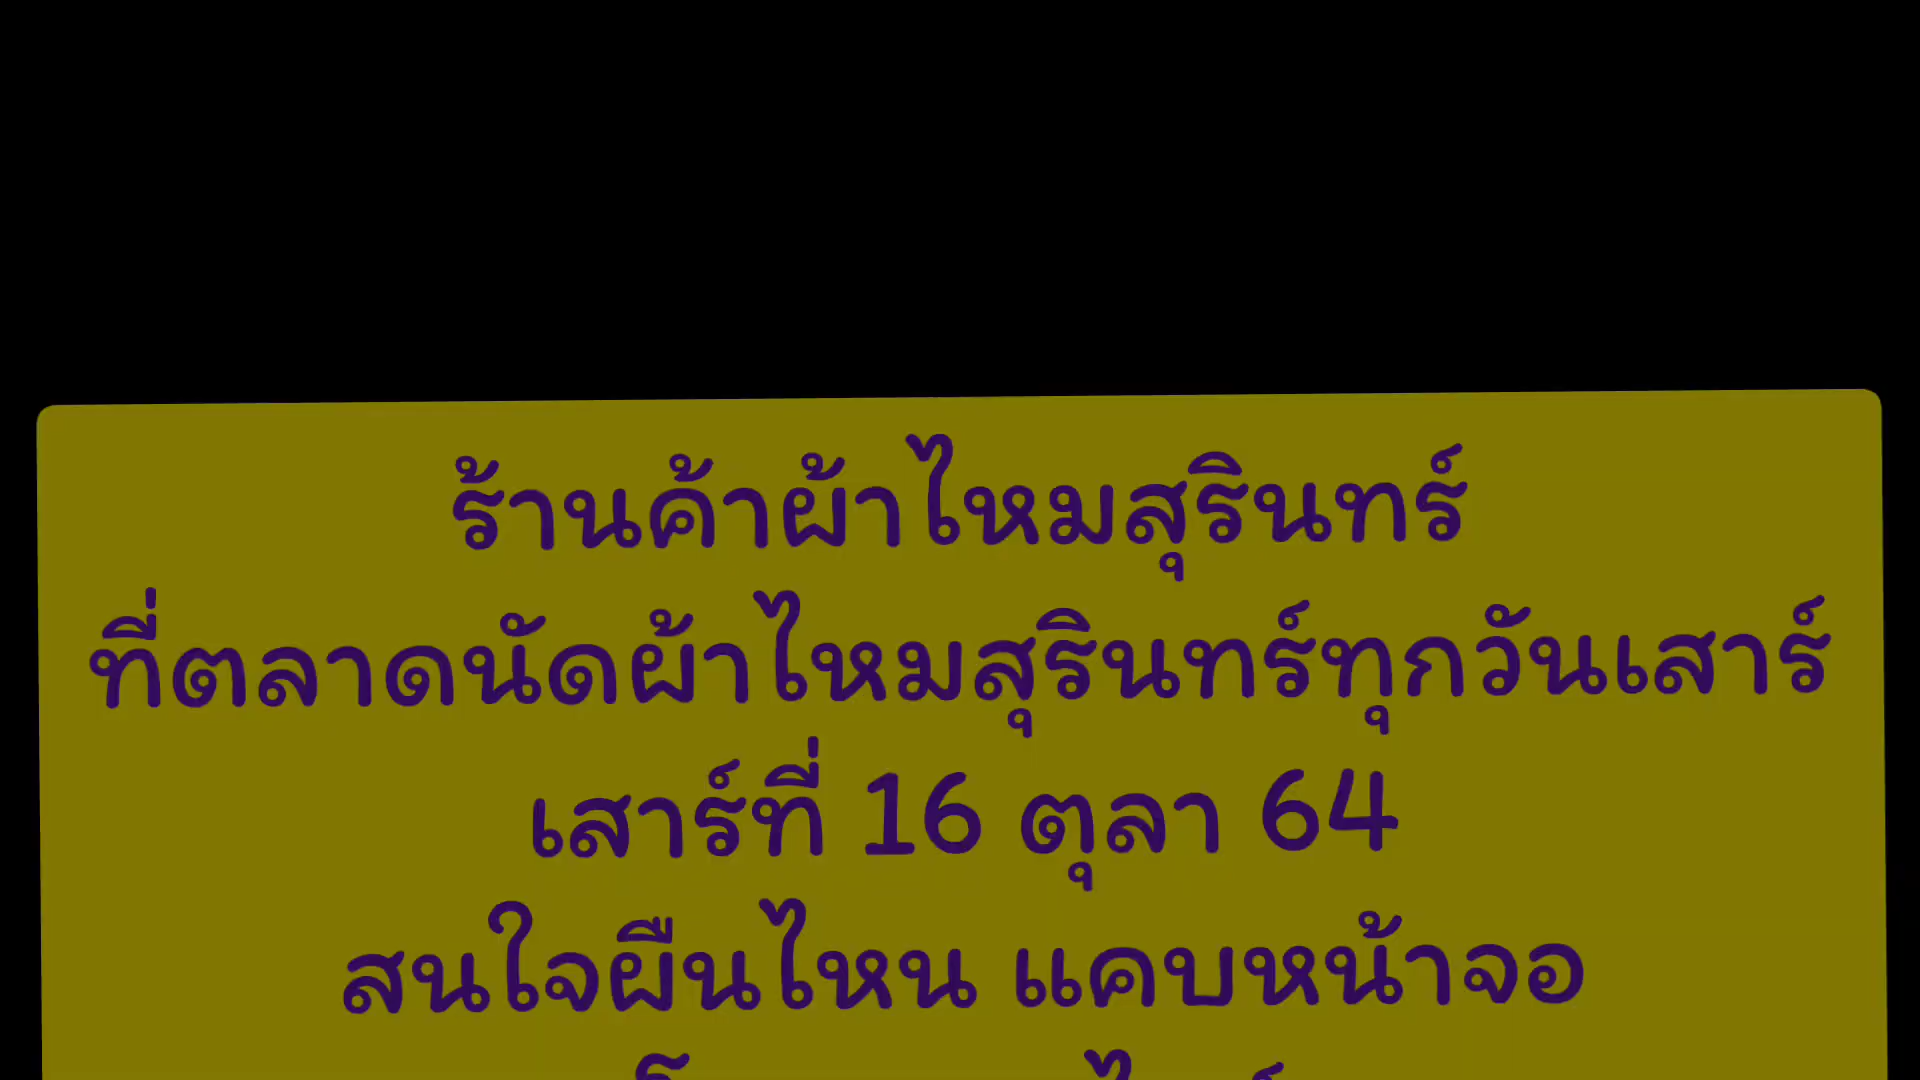 ร้านค้าผ้าไหมสุรินทร์
ที่ตลาดนัดผ้าไหมสุรินทร์ทุกวันเสาร์
เสาร์ที่ 16 ตุลา 64
สนใจผืนไหน แคบหน้าจอ